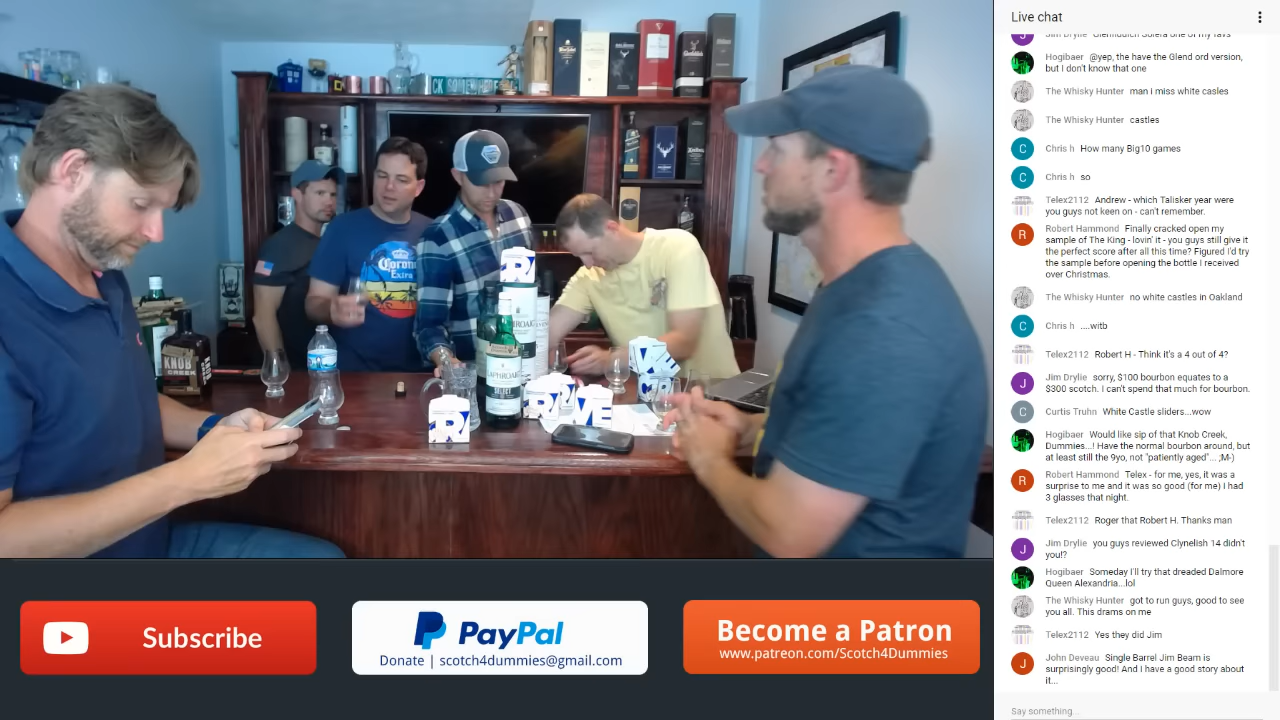 Live chat
Hogibaer @yep, the have the Glend ord version,
but I don't know that one
The Whisky Hunter man i miss white casles
The Whisky Hunter castles
Chris h How many Big10 games
Chris h so
Telex2112 Andrew - which Talisker year were
you guys not keen on - can't remember.
Robert Hammond Finally cracked open my
sample of The King - lovin' it - you guys still give it
the perfect score after all this time? Figured I'd try
the sample before opening the bottle I received
over Christmas.
The Whisky Hunter no white castles in Oakland
Chris h ....witb
Telex2112 Robert H - Think it's a 4 out of 4?
Jim Drylie sorry, $100 bourbon equates to a
$300 scotch. I can't spend that much for bourbon.
Curtis Truhn White Castle sliders...wow
Hogibaer Would like sip of that Knob Creek,
Dummies...! Have the normal bourbon around, but
at least still the 9yo, not "patiently aged"... ;M-)
Robert Hammond Telex - for me, yes, it was a
surprise to me and it was so good (for me) I had
3 glasses that night.
Telex2112 Roger that Robert H. Thanks man
Jim Drylie you guys reviewed Clynelish 14 didn't
you!?
Hogibaer Someday I'll try that dreaded Dalmore
Queen Alexandria...lol
The Whisky Hunter got to run guys, good to see
you all. This drams on me
Telex2112 Yes they did Jim
John Deveau Single Barrel Jim Beam is
surprisingly good! And I have a good story about
it...
Say something...
Corona
Extra
KNOB
CREEK
Subscribe
PayPal
Donate | scotch4dummies@gmail.com
Become a Patron
www.patreon.com/Scotch4Dummies